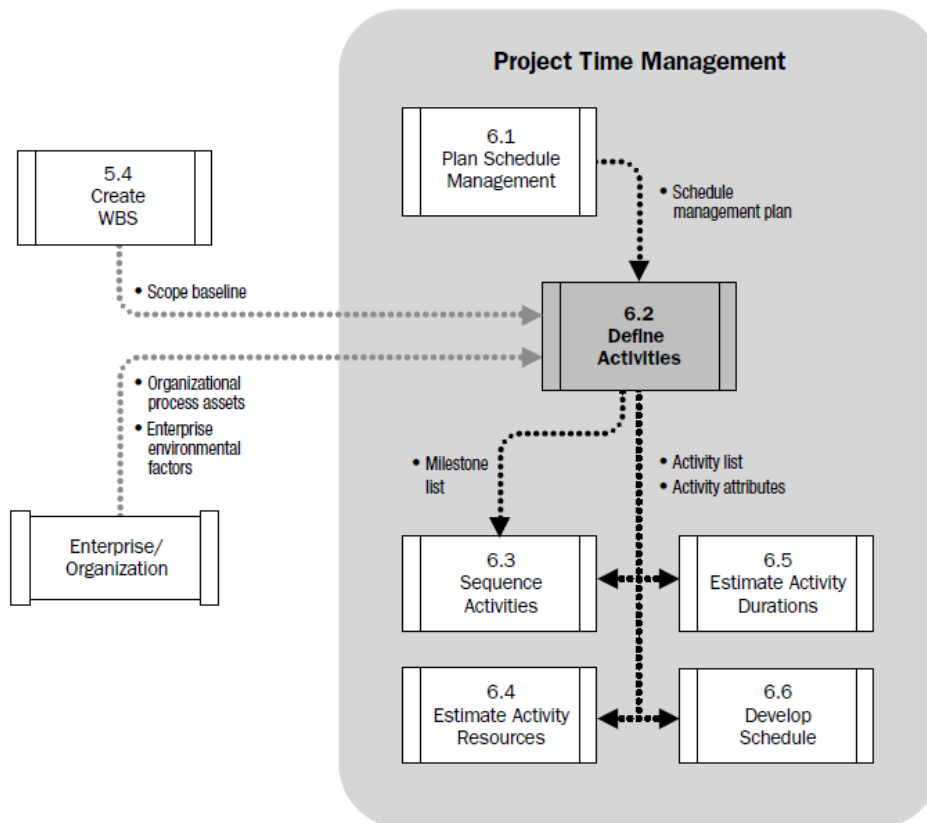 Project Time Management
6.1
Plan Schedule
Management
5.4
Create
WBS
• Schedule
management plan
• Scope baseline
6.2
Define
Activities
• Organizational
process assets
• Enterprise
environmental
factors
• Milestone
list
• Activity list
• Activity attributes
Enterprise/
Organization
6.3
Sequence
Activities
6.5
Estimate Activity
Durations
6.4
Estimate Activity
Resources
6.6
Develop
Schedule